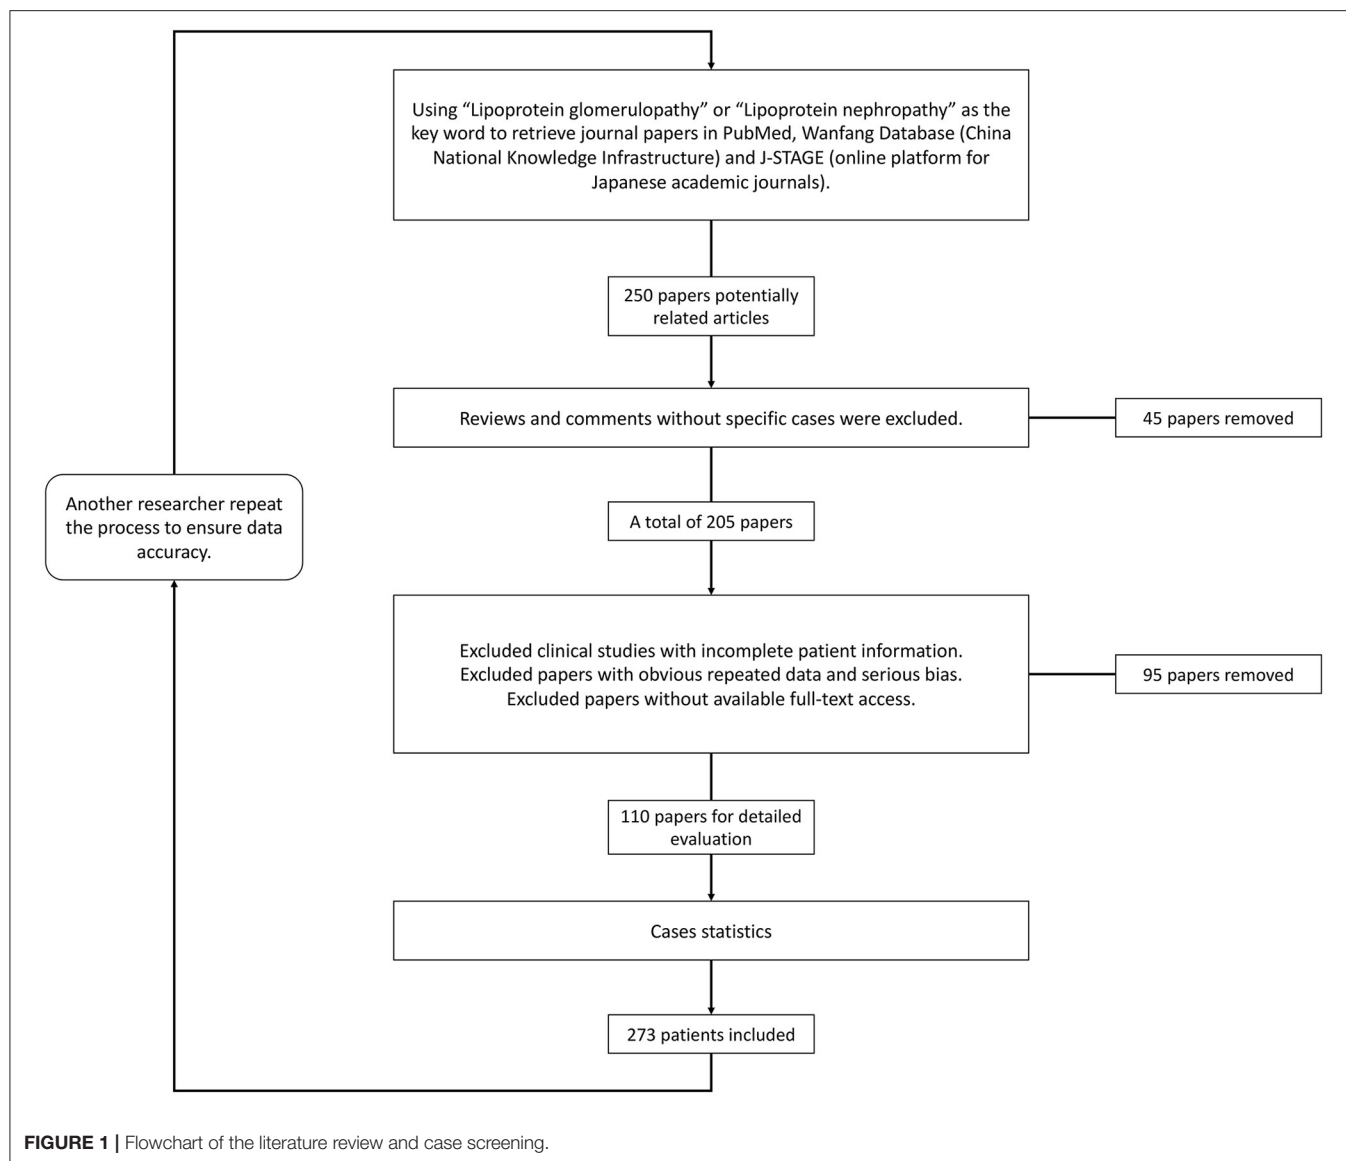 Using “Lipoprotein glomerulopathy” or “Lipoprotein nephropathy” as the
key word to retrieve journal papers in PubMed, Wanfang Database (China
National Knowledge Infrastructure) and J-STAGE (online platform for
Japanese academic journals).
250 papers potentially
related articles
Reviews and comments without specific cases were excluded.
45 papers removed
A total of 205 papers
Another researcher repeat
the process to ensure data
accuracy.
Excluded clinical studies with incomplete patient information.
Excluded papers with obvious repeated data and serious bias.
Excluded papers without available full-text access.
95 papers removed
110 papers for detailed
evaluation
Cases statistics
273 patients included
FIGURE 1 | Flowchart of the literature review and case screening.